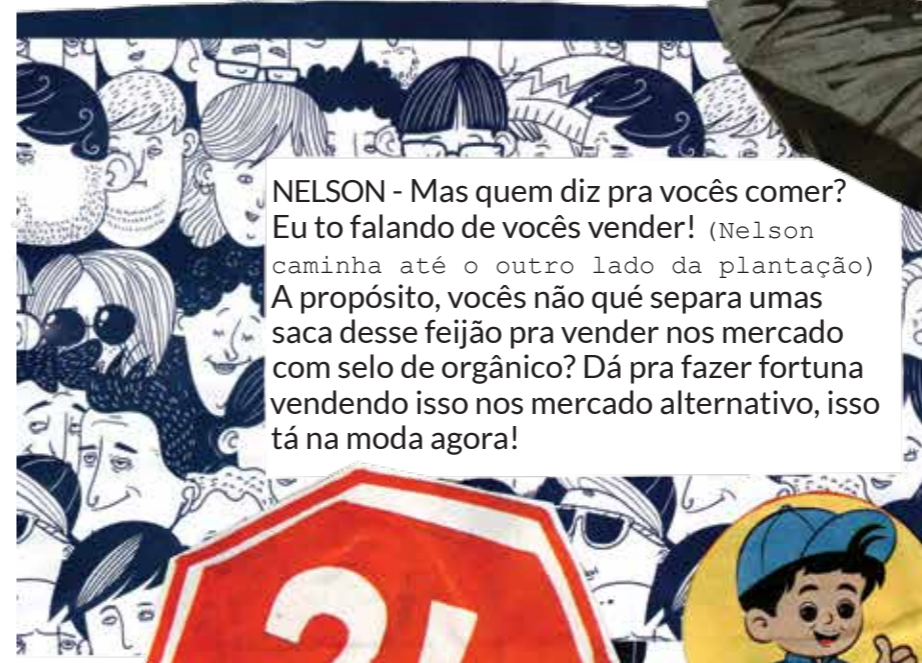 NELSON - Mas quem diz pra vocês comer?
Eu to falando de vocês vender! (Nelson
caminha até o outro lado da plantação)
A propósito, vocês não qué separa umas
saca desse feijão pra vender nos mercado
com selo de orgânico? Dá pra fazer fortuna
vendendo isso nos mercado alternativo, isso
tá na moda agora!